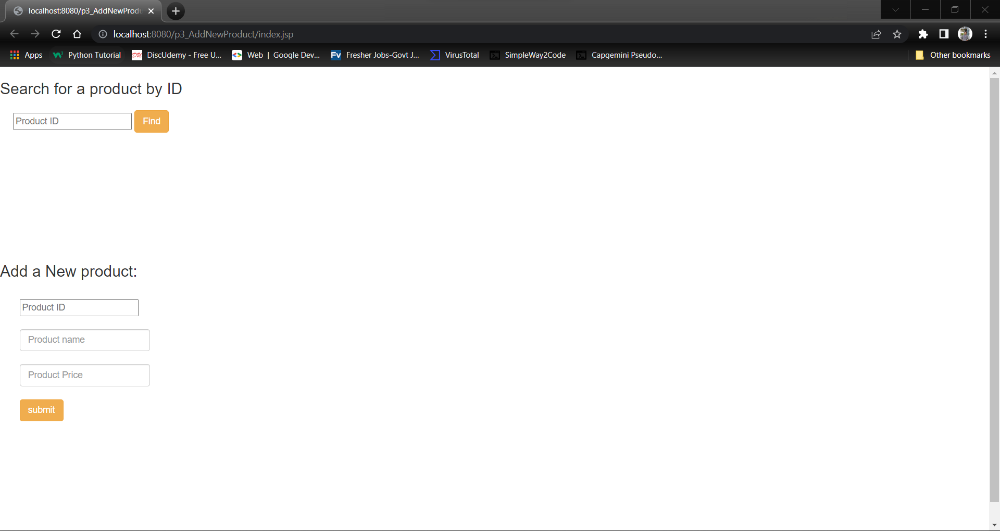 localhost:8080/p3_AddNewProdu
localhost:8080/p3_AddNewProduct/index.jsp
Apps Python Tutorial DiscUdemy - Free U... Web | Google Dev... Fv Fresher Jobs-Govt J... VirusTotal SimpleWay2Code Capgemini Pseudo... Other bookmarks
Search for a product by ID
Product ID Find
Add a New product:
Product ID
Product name
Product Price
submit